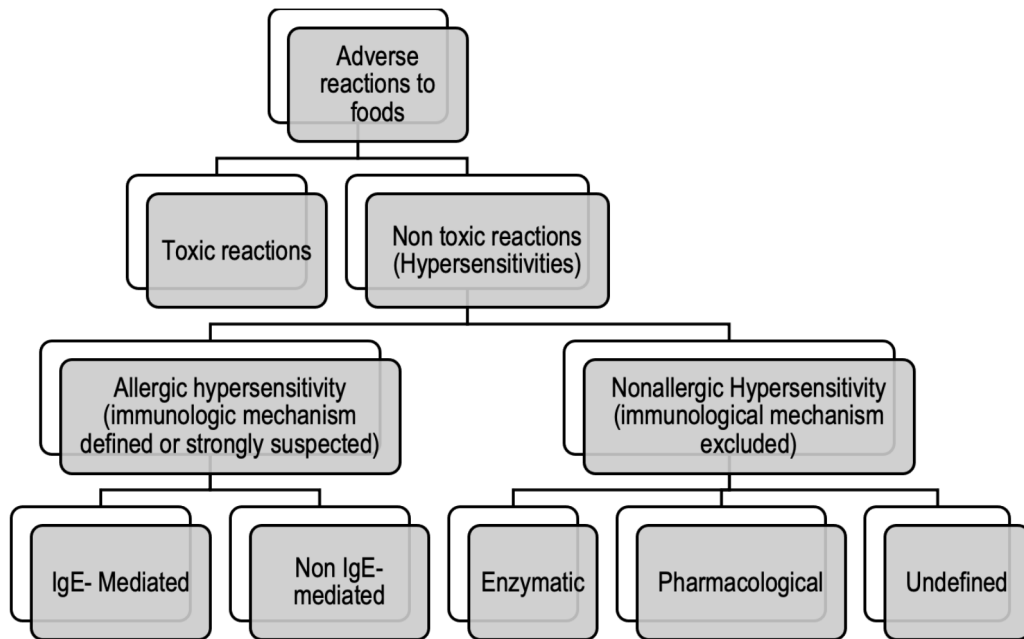 Adverse
reactions to
foods
Toxic reactions
Non toxic reactions
(Hypersensitivities)
Allergic hypersensitivity
(immunologic mechanism
defined or strongly suspected)
Nonallergic Hypersensitivity
(immunological mechanism
excluded)
IgE- Mediated
Non IgE-
mediated
Enzymatic
Pharmacological
Undefined